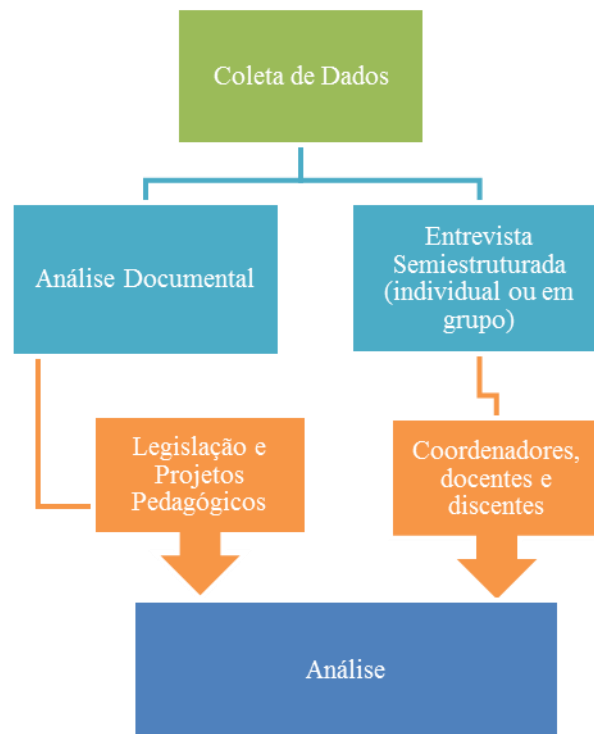 Coleta de Dados
Análise Documental
Entrevista
Semiestruturada
(individual ou em
grupo)
Legislação e
Projetos
Pedagógicos
Coordenadores,
docentes e
discentes
Análise